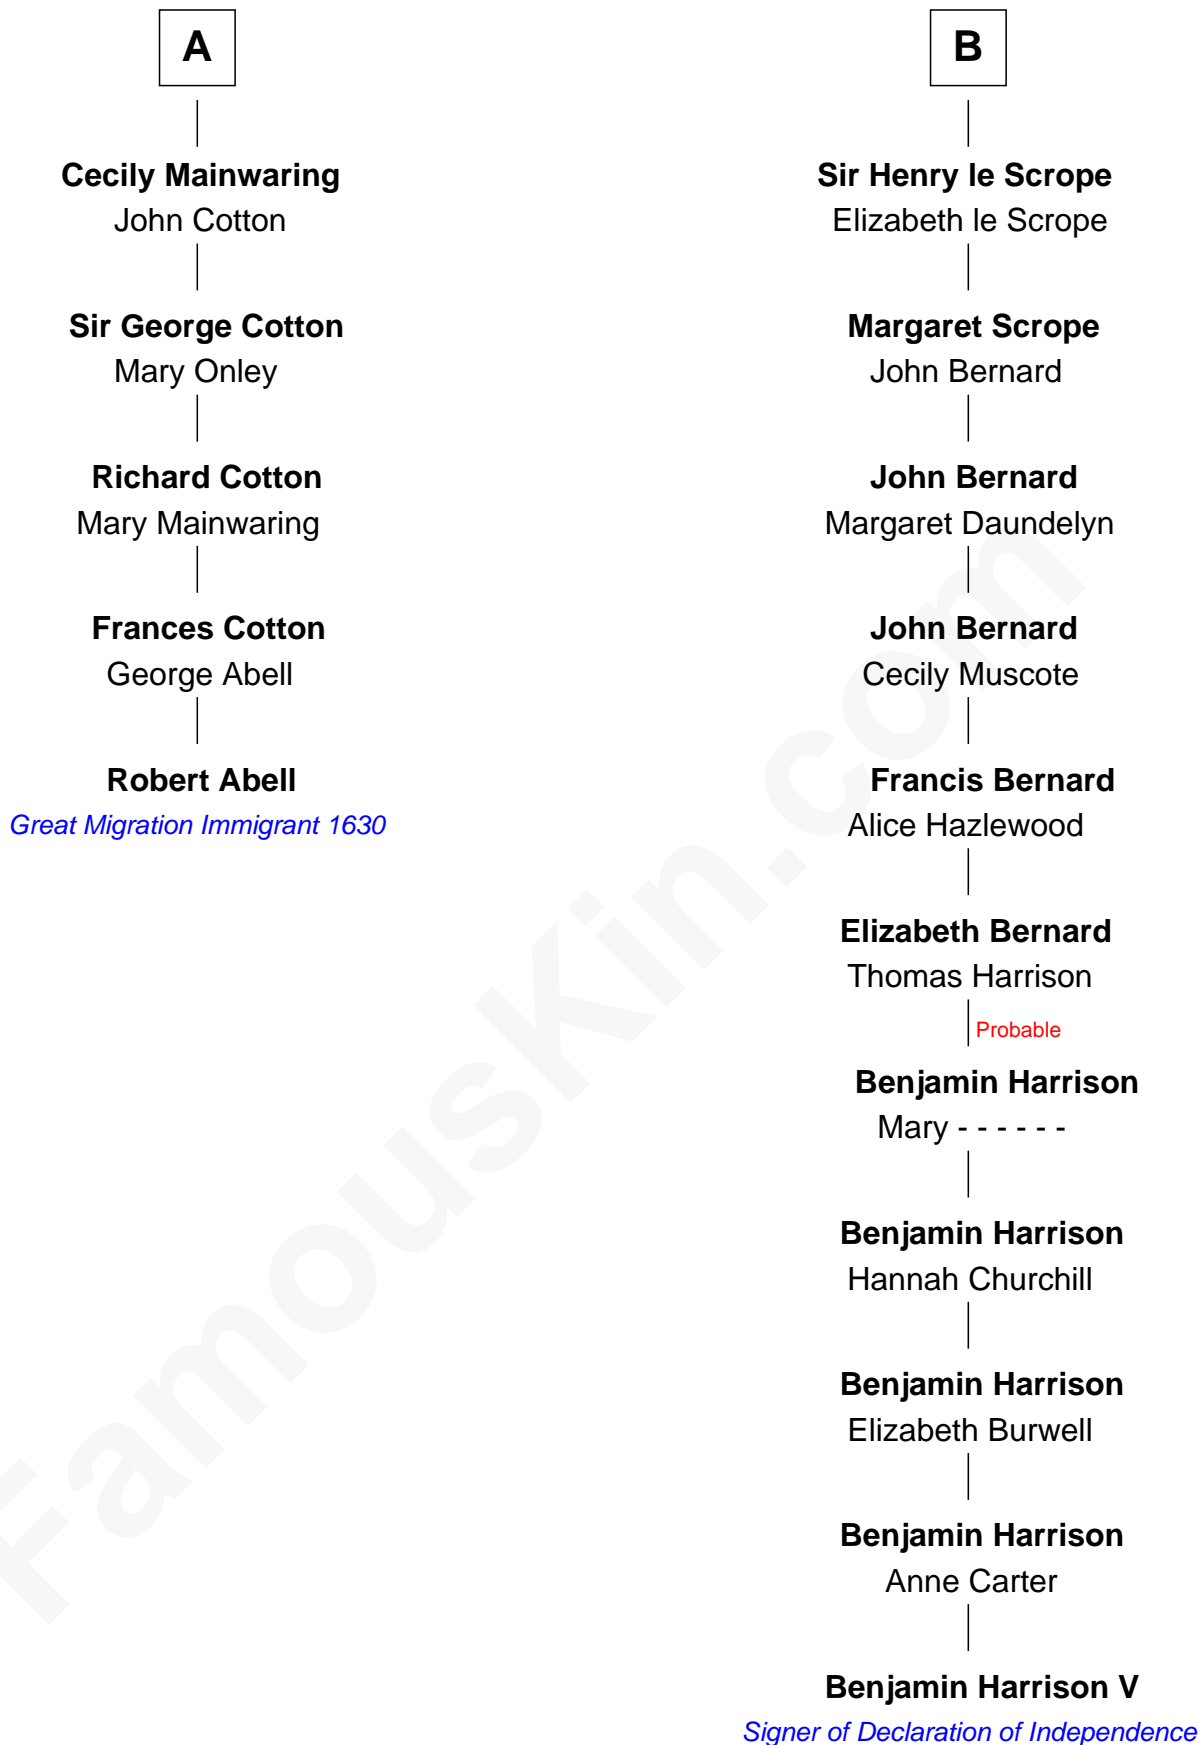 A
Cecily Mainwaring
John Cotton
Sir George Cotton
Mary Onley
Richard Cotton
Mary Mainwaring
Frances Cotton
George Abell
Robert Abell
Great Migration Immigrant 1630
B
Sir Henry le Scrope
Elizabeth le Scrope
Margaret Scrope
John Bernard
John Bernard
Margaret Daundelyn
John Bernard
Cecily Muscote
Francis Bernard
Alice Hazlewood
Elizabeth Bernard
Thomas Harrison
Probable
Benjamin Harrison
Mary - - - - - -
Benjamin Harrison
Hannah Churchill
Benjamin Harrison
Elizabeth Burwell
Benjamin Harrison
Anne Carter
Benjamin Harrison V
Signer of Declaration of Independence
FamousKin.com